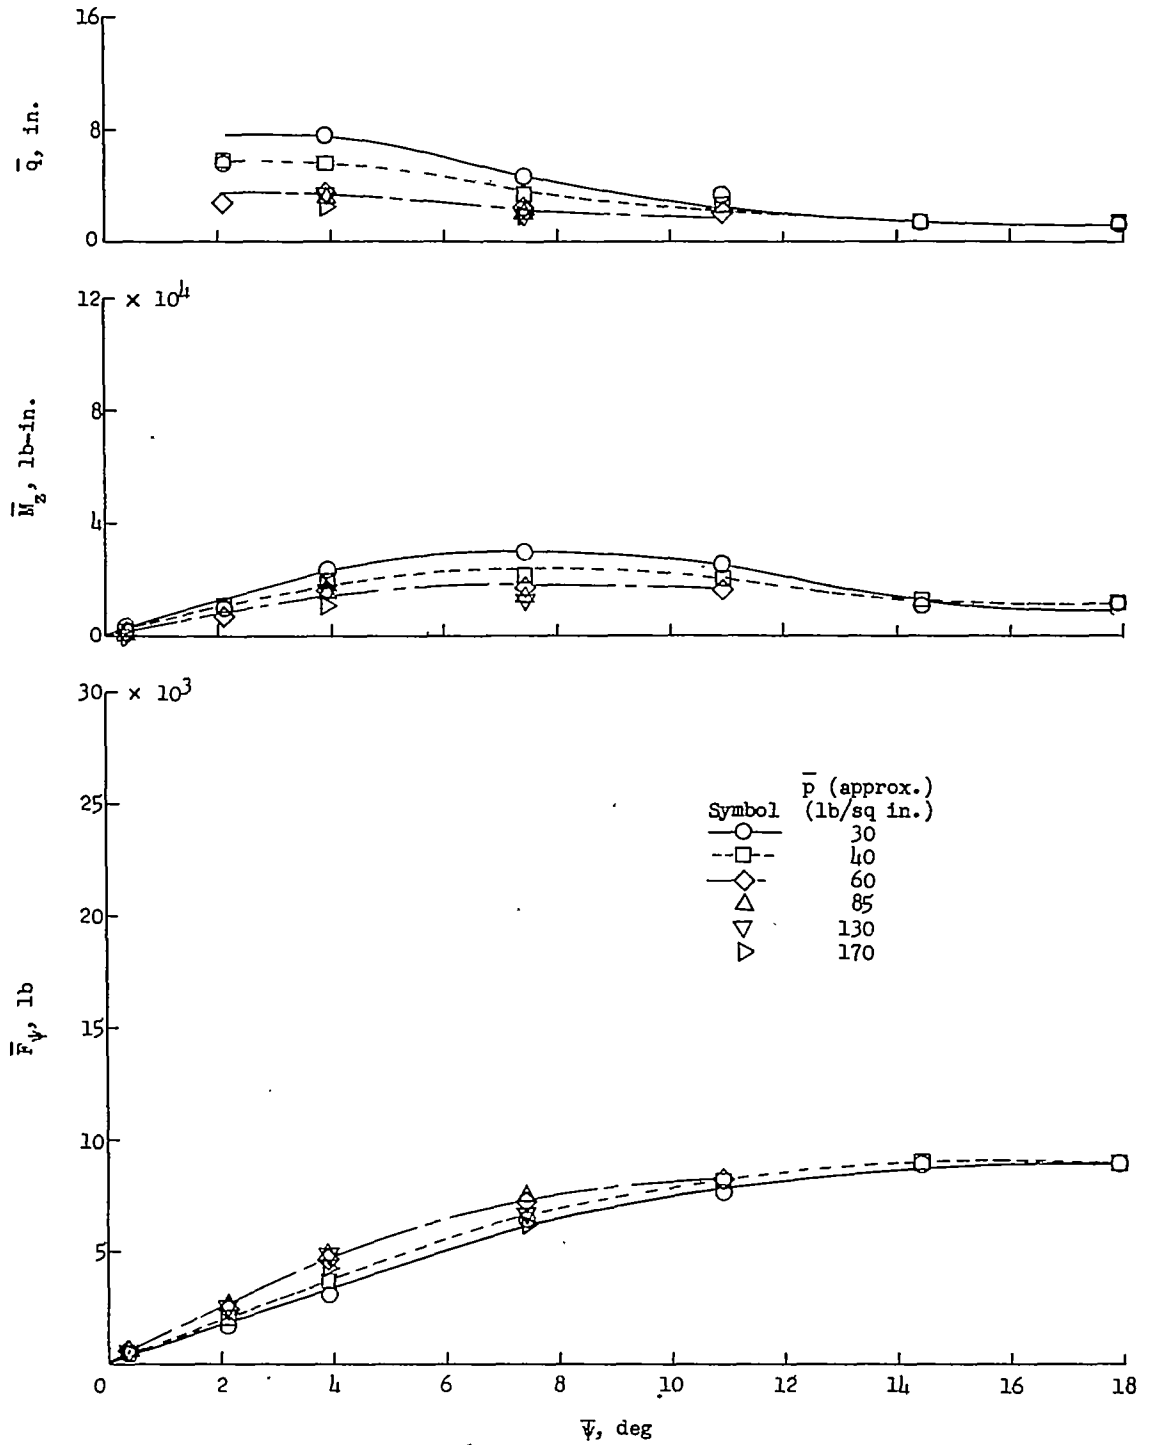 16
8
0
q̅, in.
12 × 10⁴
8
4
0
M̅z, lb-in.
30 × 10³
25
20
15
10
5
F̅ψ, lb
p̅ (approx.)
Symbol (lb/sq in.)
30
40
60
85
130
170
0 2 4 6 8 10 12 14 16 18
ψ̅, deg